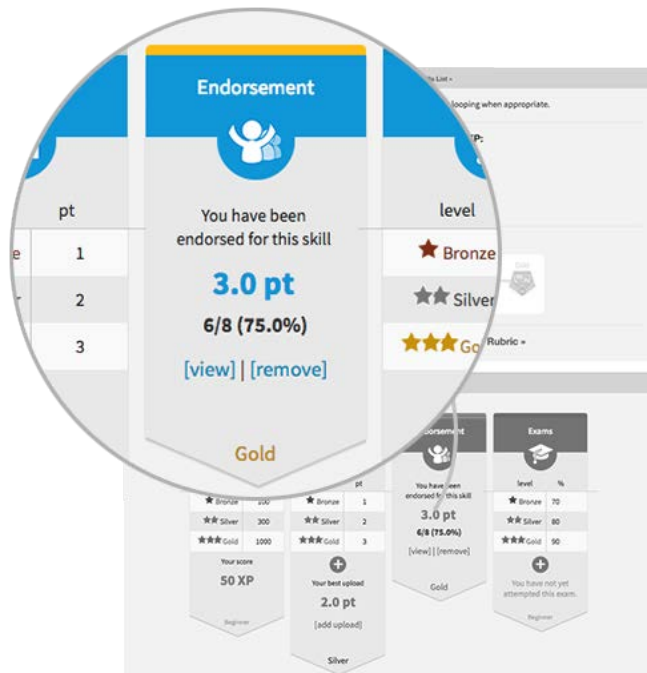 Endorsement
You have been
endorsed for this skill
3.0 pt
6/8 (75.0%)
[view] | [remove]
Gold
pt
1
2
3
level
Bronze
Silver
List »
looping when appropriate.
Rubric »
Bronze
Silver 300
Gold 1000
Your score
50 XP
Beginner
pt
Bronze 1
Silver 2
Gold 3
Your best upload
2.0 pt
[add upload]
Silver
You have been
endorsed for this skill
3.0 pt
6/8 (75.0%)
[view] | [remove]
Gold
Exams
level %
Bronze 70
Silver 80
Gold 90
You have not yet
attempted this exam.
Beginner